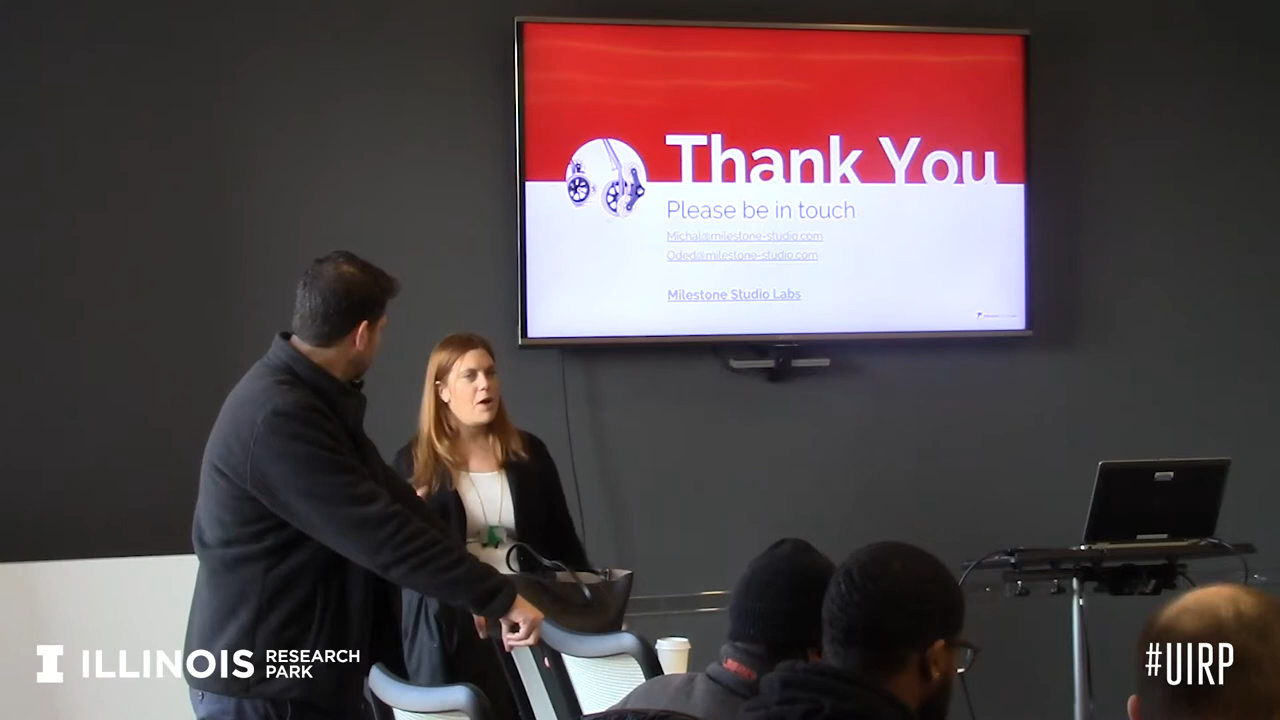 Thank You
Please be in touch
Michal@milestone-studio.com
Oded@milestone-studio.com
Milestone Studio Labs
ILLINOIS RESEARCH PARK
#UIRP